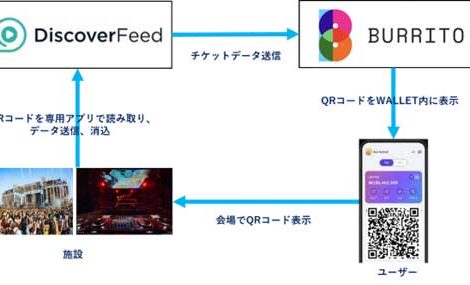 DiscoverFeed
BURRITO
チケットデータ送信
QRコードをWALLET内に表示
Rコードを専用アプリで読み取り、
データ送信、消込
会場でQRコード表示
施設
ユーザー